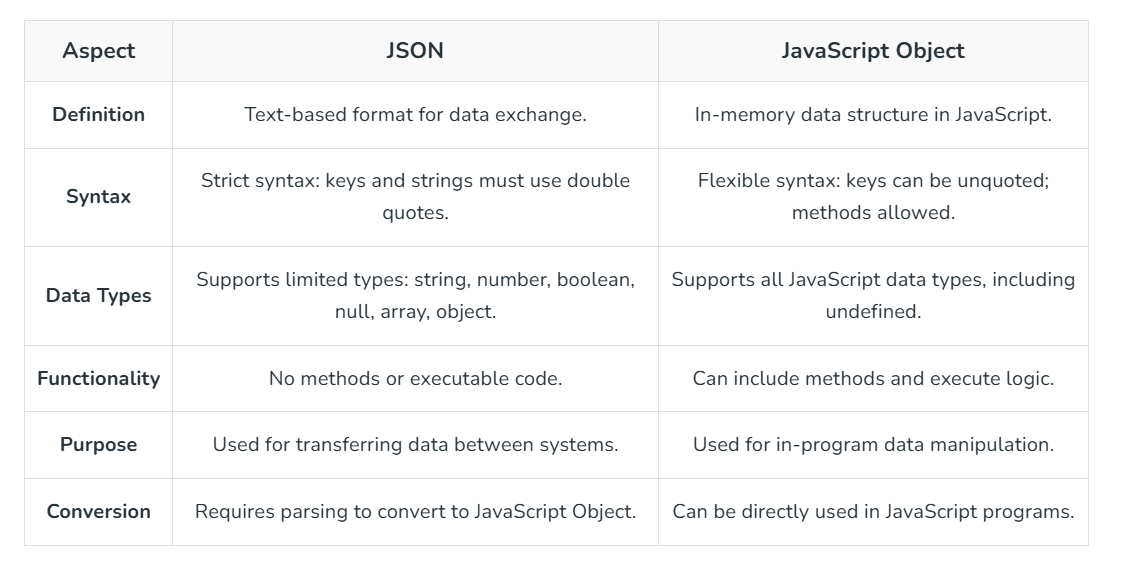 Aspect JSON JavaScript Object
Definition Text-based format for data exchange. In-memory data structure in JavaScript.
Syntax Strict syntax: keys and strings must use double quotes. Flexible syntax: keys can be unquoted; methods allowed.
Data Types Supports limited types: string, number, boolean, null, array, object. Supports all JavaScript data types, including undefined.
Functionality No methods or executable code. Can include methods and execute logic.
Purpose Used for transferring data between systems. Used for in-program data manipulation.
Conversion Requires parsing to convert to JavaScript Object. Can be directly used in JavaScript programs.